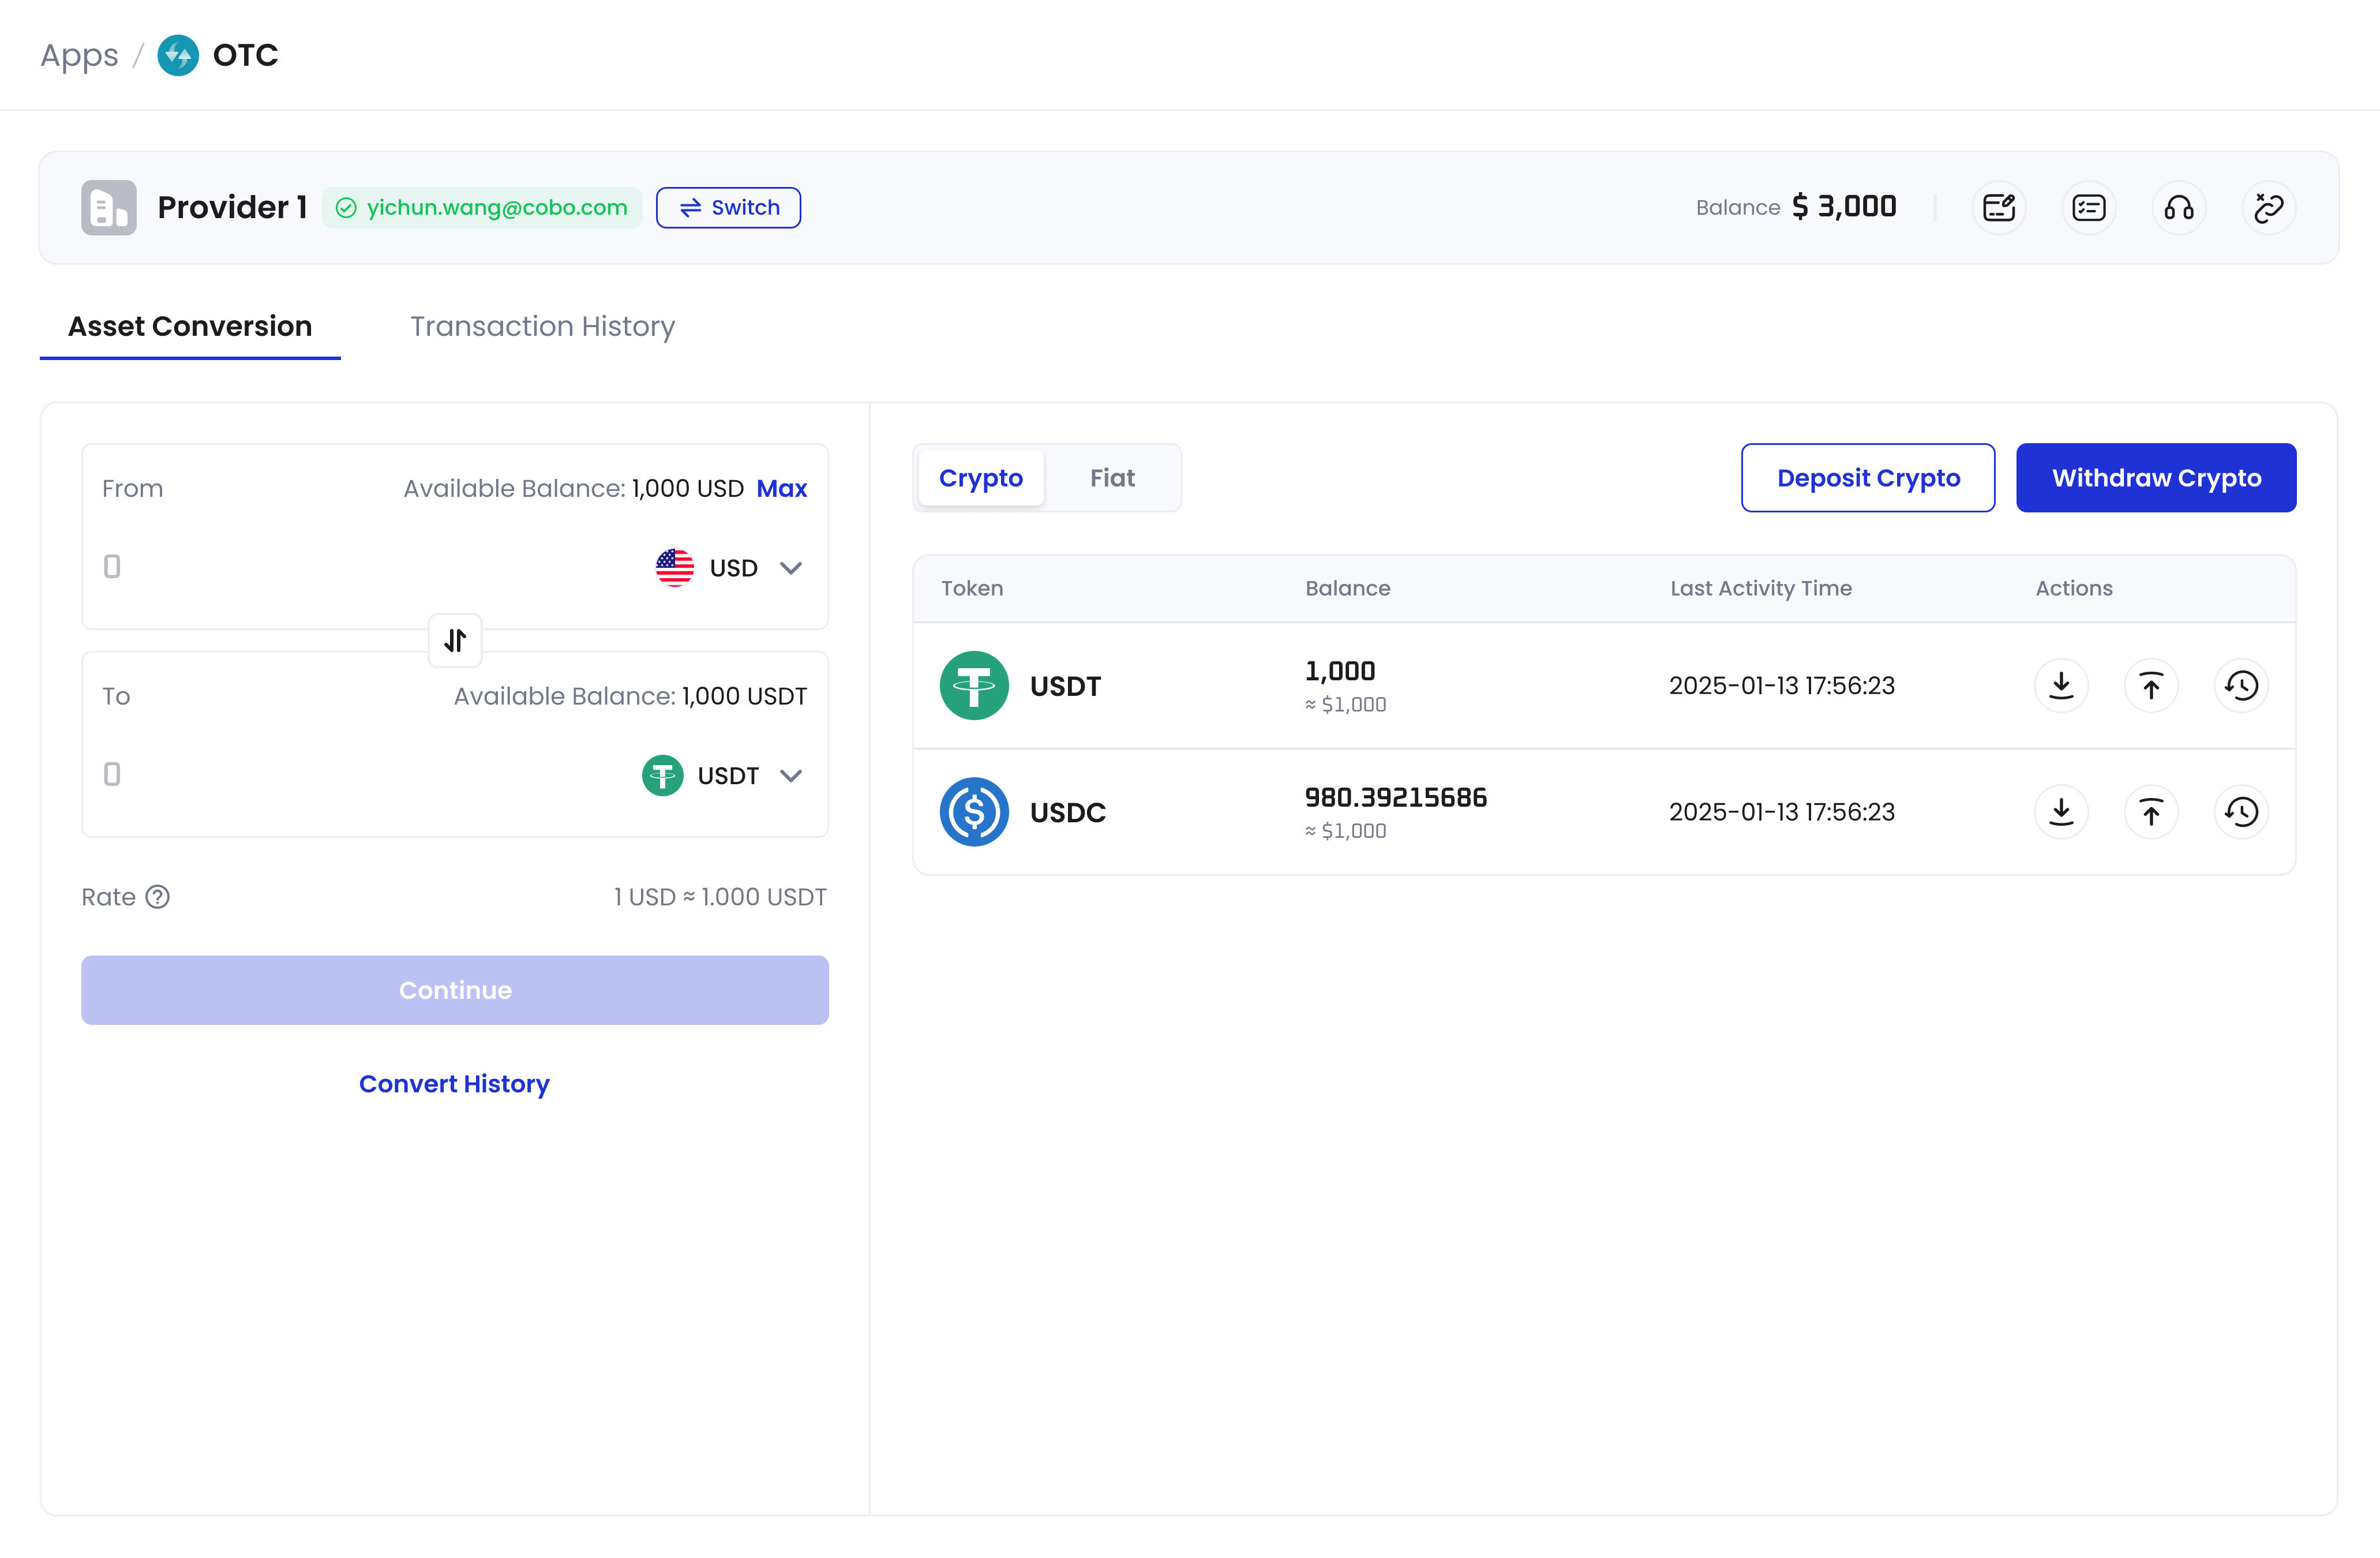 Apps / OTC
Provider 1 yichun.wang@cobo.com Switch Balance $ 3,000
Asset Conversion Transaction History
From Available Balance: 1,000 USD Max
0 USD
To Available Balance: 1,000 USDT
0 USDT
Rate 1 USD ≈ 1.000 USDT
Continue
Convert History
Crypto Fiat Deposit Crypto Withdraw Crypto
Token Balance Last Activity Time Actions
USDT 1,000 2025-01-13 17:56:23
≈ $1,000
USDC 980.39215686 2025-01-13 17:56:23
≈ $1,000